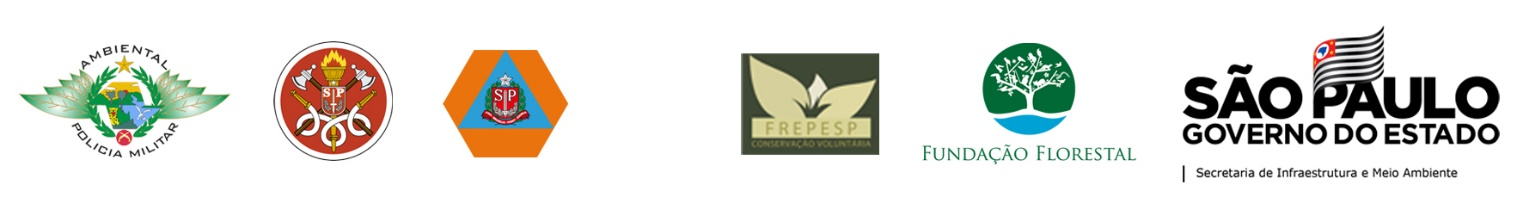 AMBIENTAL
POLICIA MILITAR
SP
SP
FREPESP
CONSERVAÇÃO VOLUNTÁRIA
FUNDAÇÃO FLORESTAL
SÃO PAULO
GOVERNO DO ESTADO
Secretaria de Infraestrutura e Meio Ambiente